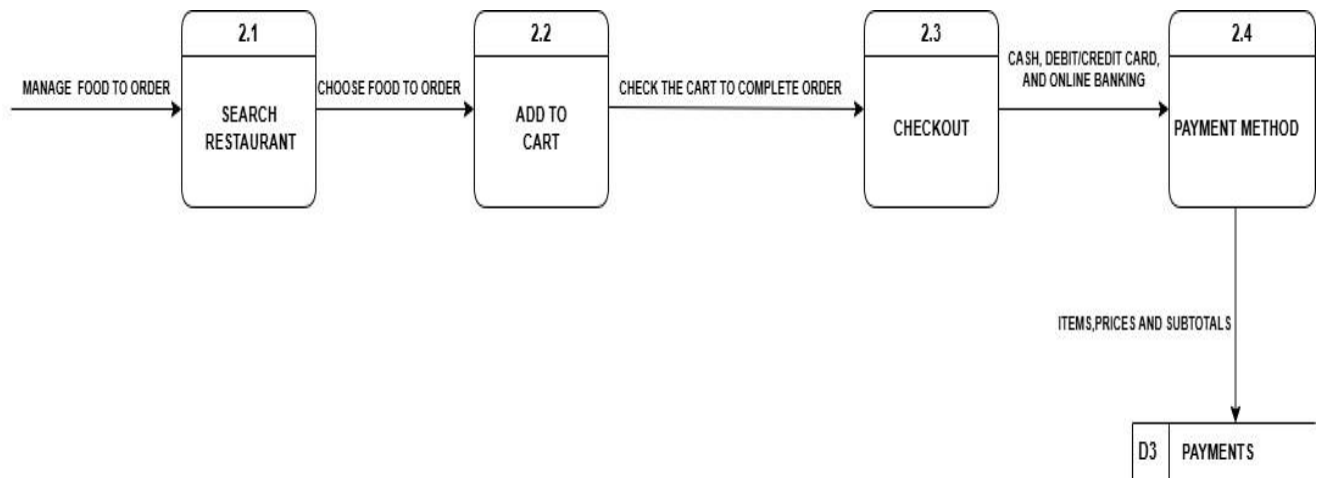 2.1
2.2
2.3
2.4
MANAGE FOOD TO ORDER
SEARCH
RESTAURANT
CHOOSE FOOD TO ORDER
ADD TO
CART
CHECK THE CART TO COMPLETE ORDER
CHECKOUT
CASH, DEBIT/CREDIT CARD,
AND ONLINE BANKING
PAYMENT METHOD
ITEMS,PRICES AND SUBTOTALS
D3
PAYMENTS